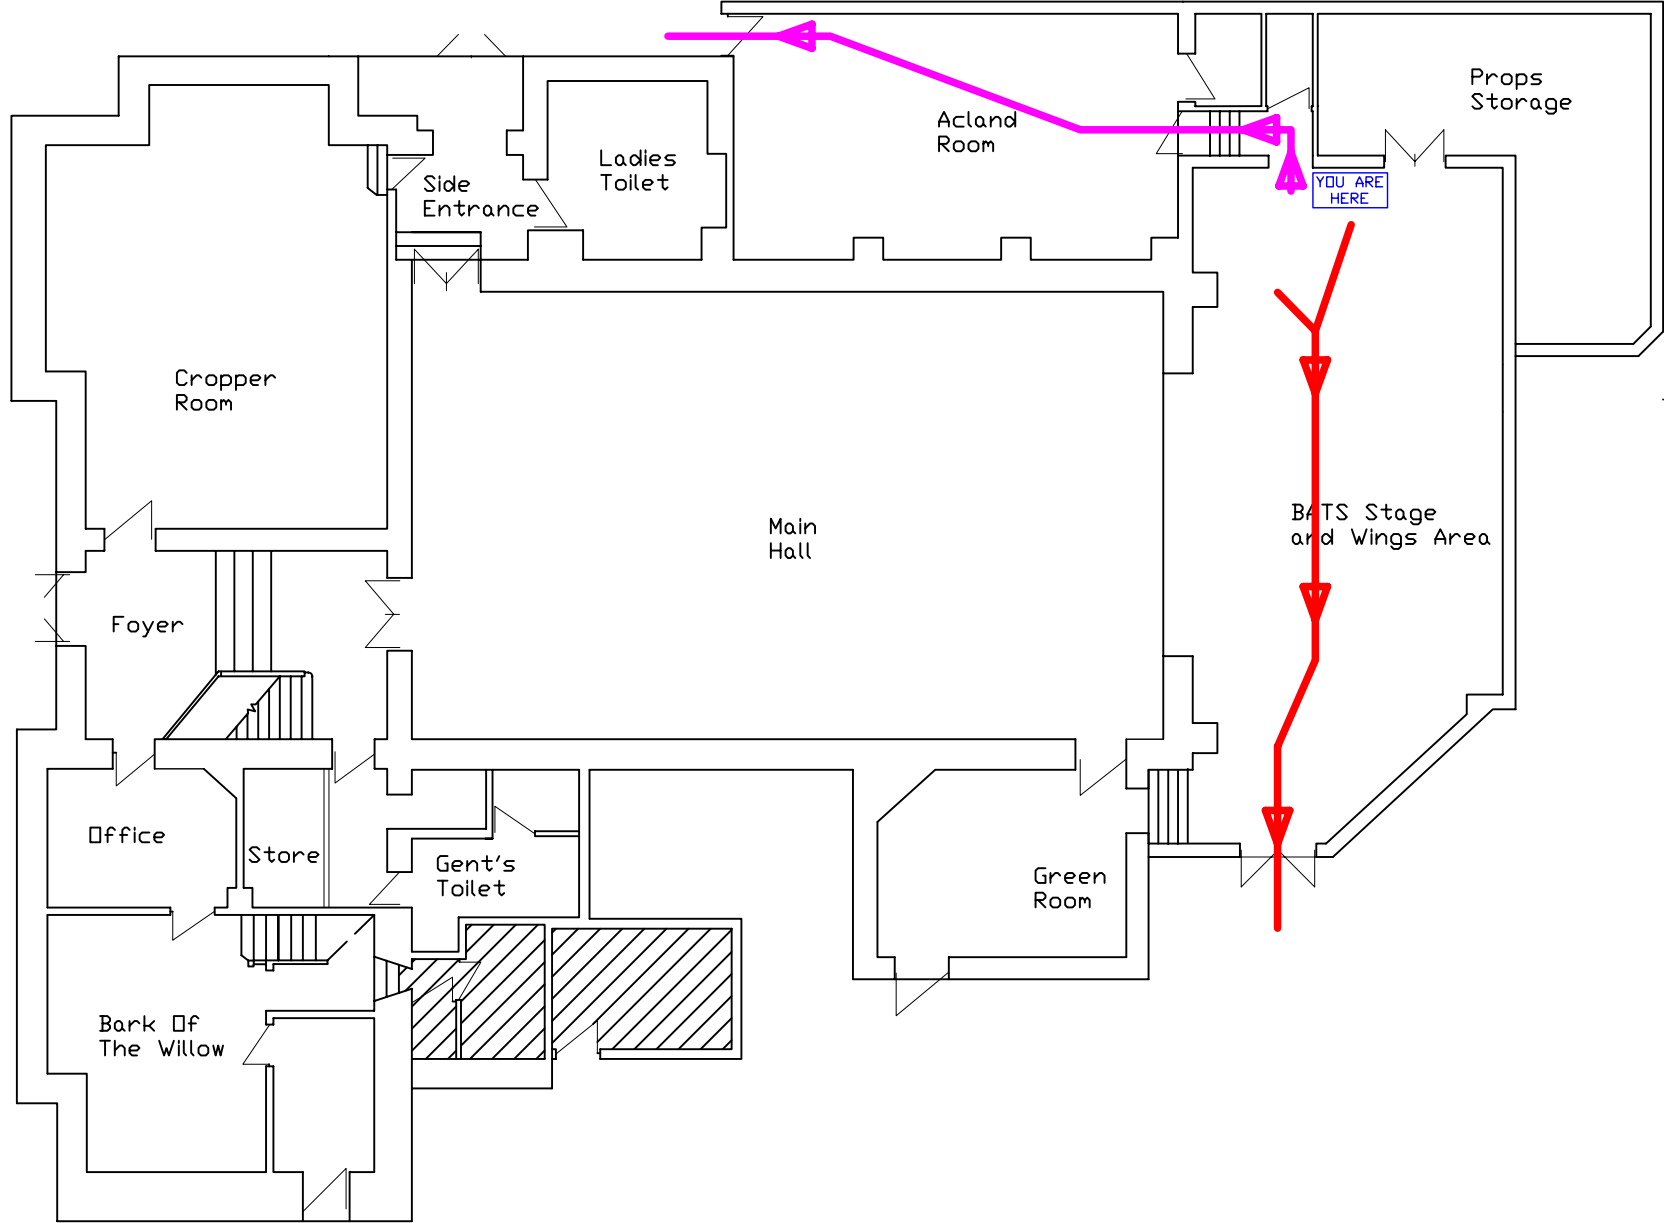 Props
Storage
Acland
Room
Ladies
Toilet
Side
Entrance
YOU ARE
HERE
Cropper
Room
Main
Hall
BATS Stage
and Wings Area
Foyer
Office
Store
Gent's
Toilet
Green
Room
Bark Of
The Willow